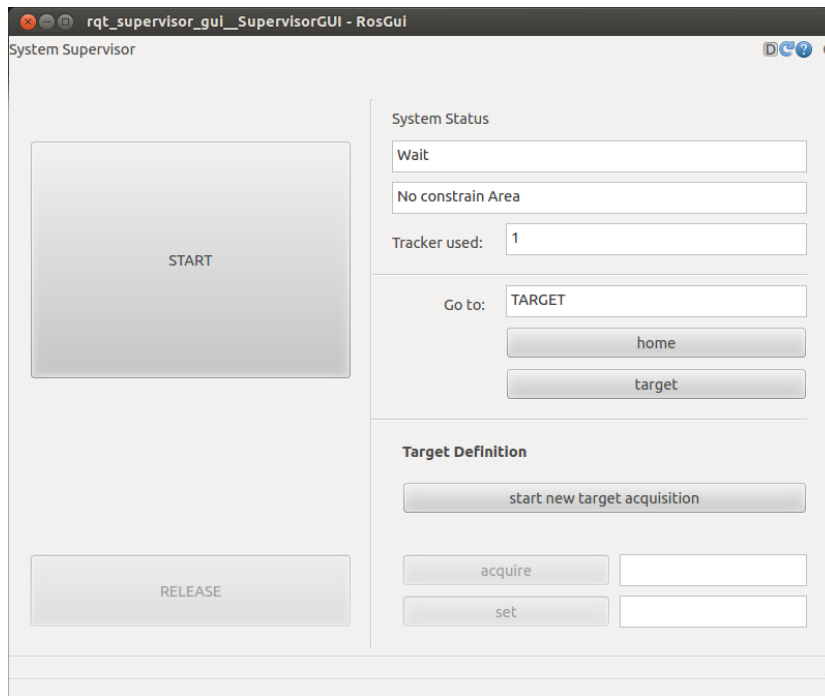 rqt_supervisor_gui__SupervisorGUI - RosGui
System Supervisor
D
?
START
RELEASE
System Status
Wait
No constrain Area
Tracker used: 1
Go to: TARGET
home
target
Target Definition
start new target acquisition
acquire
set